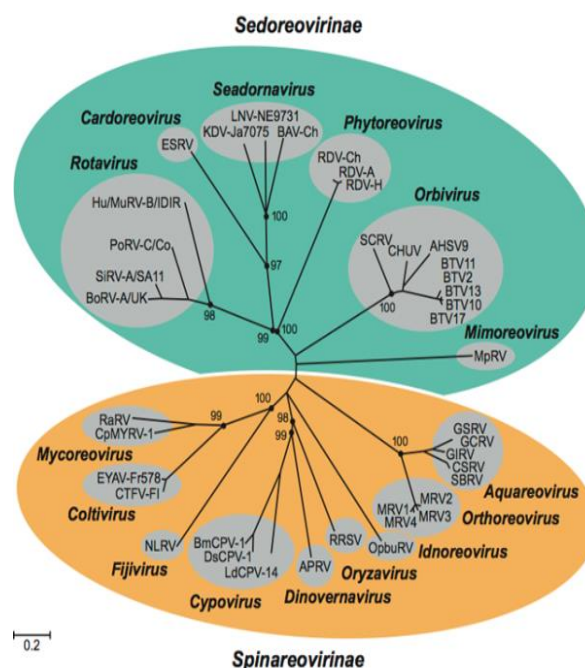 Sedoreovirinae
Seadornavirus
LNV-NE9731
KDV-Ja7075 BAV-Ch
Cardoreovirus
ESRV
Phytoreovirus
RDV-Ch
RDV-A
RDV-H
Rotavirus
Hu/MuRV-B/IDIR
PoRV-C/Co
SiRV-A/SA11
BoRV-A/UK
Orbivirus
SCRV
CHUV
AHSV9
BTV11
BTV2
BTV13
BTV10
BTV17
100
97
98
99
100
100
Mimoreovirus
MpRV
RaRV
CpMYRV-1
Mycoreovirus
99
100
98
99
100
EYAV-Fr578
CTFV-Fl
Coltivirus
GSRV
GCRV
GIRV
CSRV
SBRV
Aquareovirus
MRV2
MRV1
MRV3
MRV4
Orthoreovirus
NLRV
Fijivirus
BmCPV-1
DsCPV-1
LdCPV-14
Cypovirus
APRV
Dinovernavirus
RRSV
Oryzavirus
OpbuRV
Idnoreovirus
0.2
Spinareovirinae